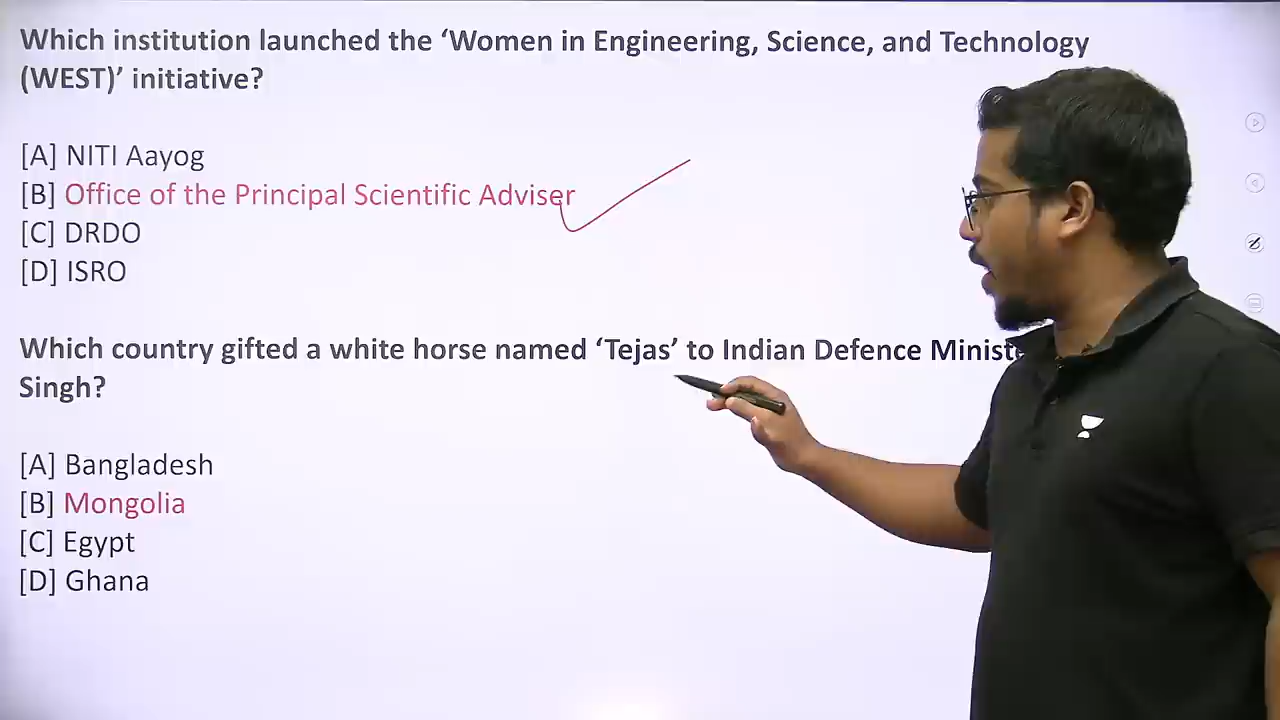 Which institution launched the ‘Women in Engineering, Science, and Technology
(WEST)’ initiative?
[A] NITI Aayog
[B] Office of the Principal Scientific Adviser
[C] DRDO
[D] ISRO
Which country gifted a white horse named ‘Tejas’ to Indian Defence
Singh?
[A] Bangladesh
[B] Mongolia
[C] Egypt
[D] Ghana